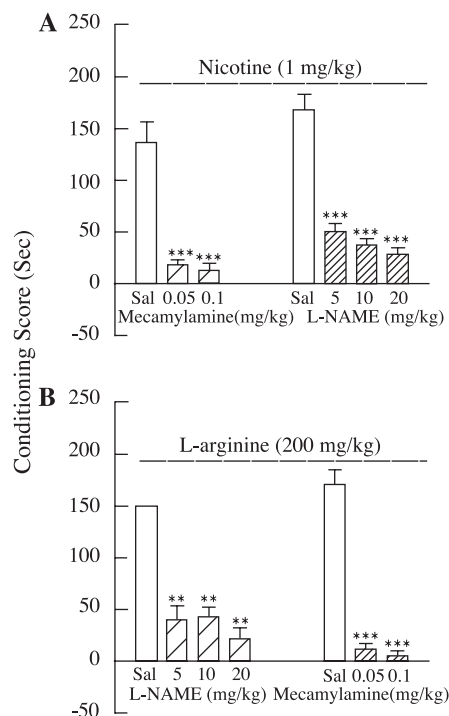 A
250
200
Nicotine (1 mg/kg)
150
100
50
***
***
***
***
***
0
Sal 0.05 0.1 Sal 5 10 20
Mecamylamine(mg/kg) L-NAME (mg/kg)
-50
Conditioning Score (Sec)
B
250
200
L-arginine (200 mg/kg)
150
100
50
**
**
**
***
***
0
Sal 5 10 20 Sal 0.05 0.1
L-NAME (mg/kg) Mecamylamine(mg/kg)
-50